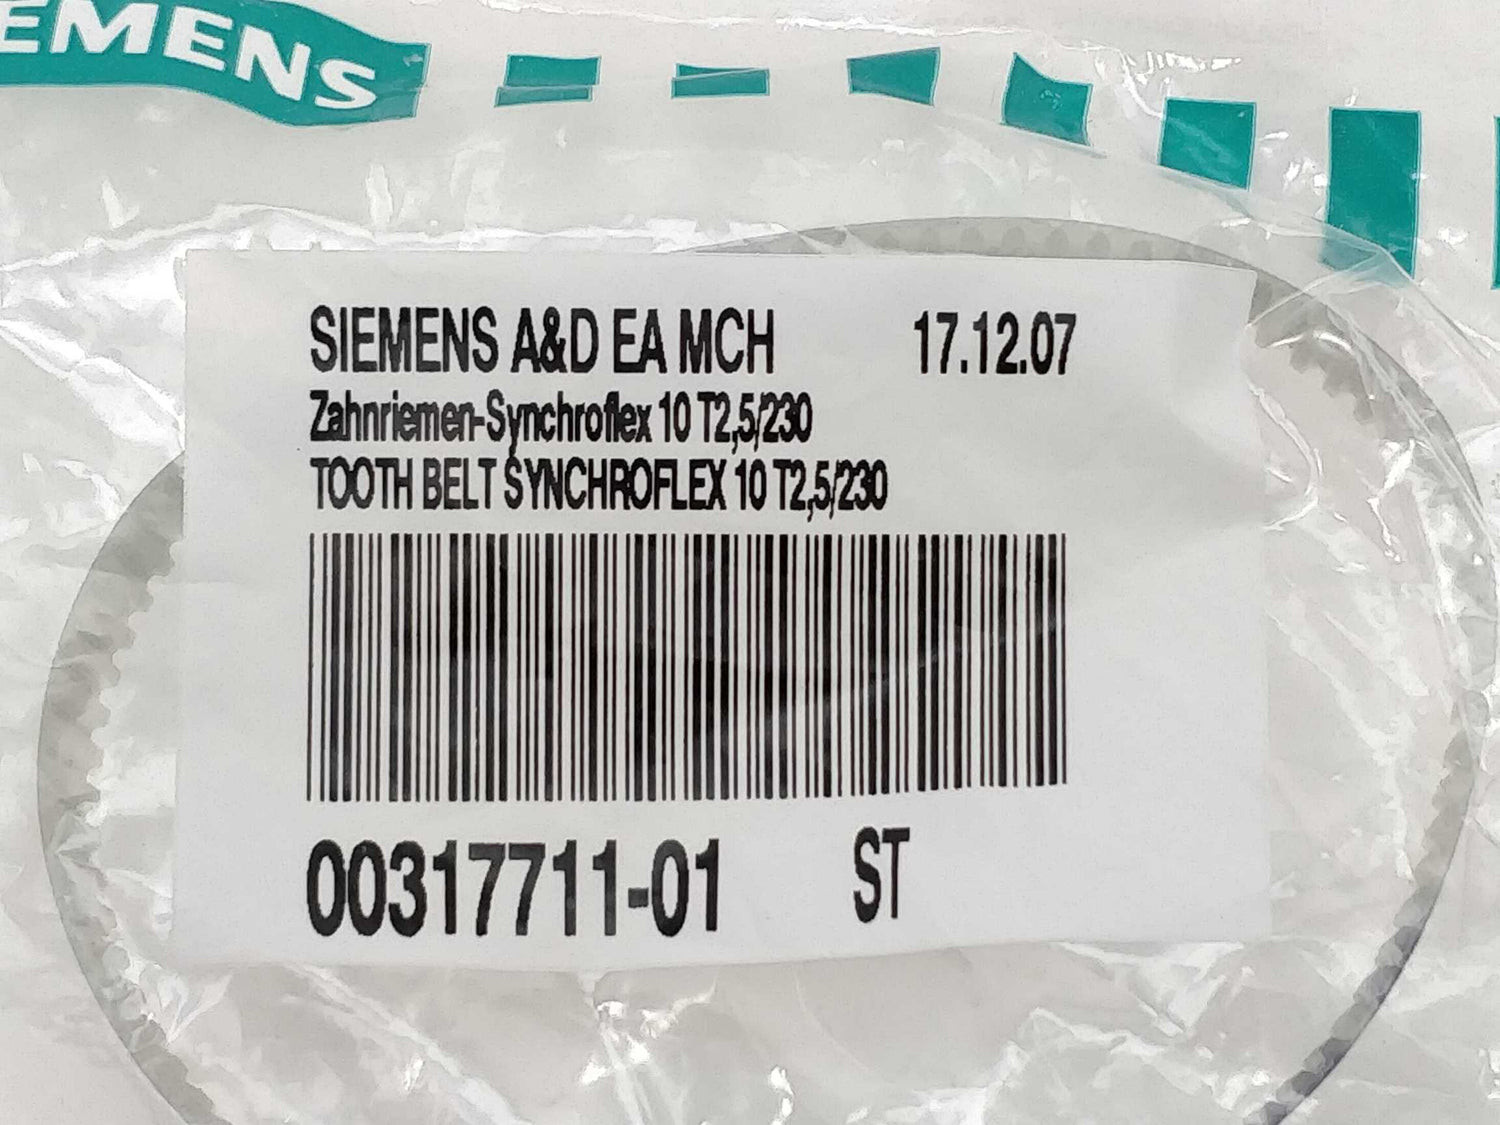 SIEMENS
SIEMENS A&D EA MCH 17.12.07
Zahnriemen-Synchroflex 10 T2,5/230
TOOTH BELT SYNCHROFLEX 10 T2,5/230
00317711-01 ST